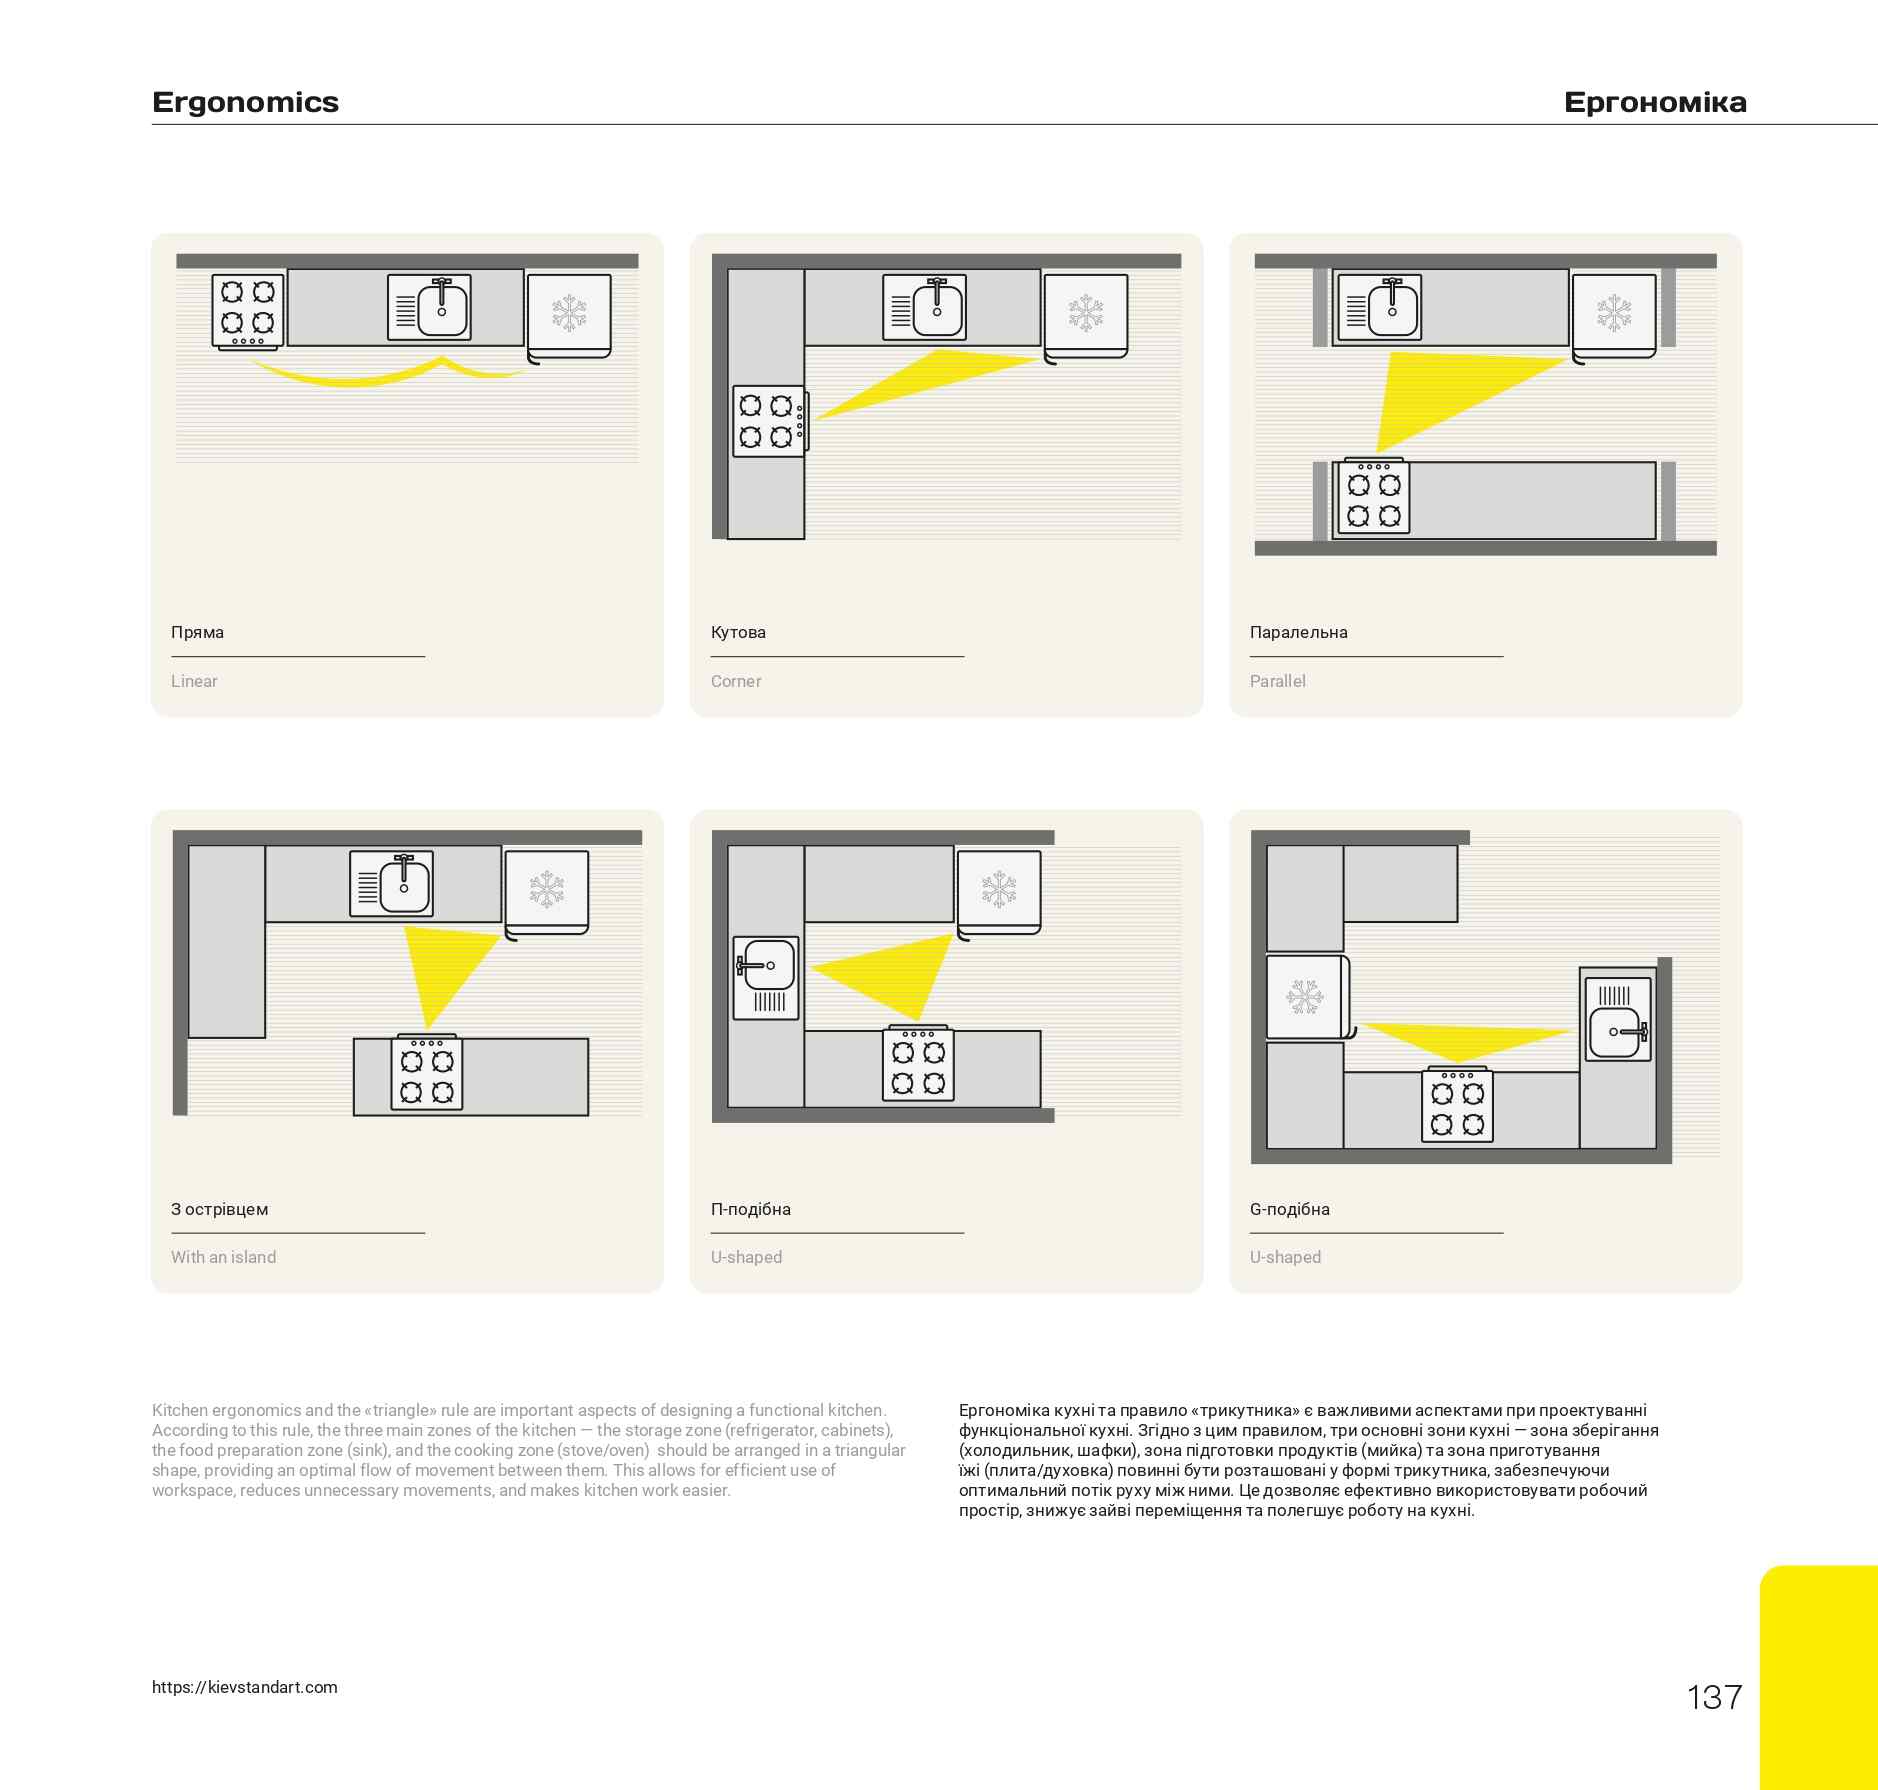 Ergonomics
Ергономіка
Пряма
Linear
Кутова
Corner
Паралельна
Parallel
З острівцем
With an island
П-подібна
U-shaped
G-подібна
U-shaped
Kitchen ergonomics and the «triangle» rule are important aspects of designing a functional kitchen.
According to this rule, the three main zones of the kitchen — the storage zone (refrigerator, cabinets),
the food preparation zone (sink), and the cooking zone (stove/oven)  should be arranged in a triangular
shape, providing an optimal flow of movement between them. This allows for efficient use of
workspace, reduces unnecessary movements, and makes kitchen work easier.
Ергономіка кухні та правило «трикутника» є важливими аспектами при проектуванні
функціональної кухні. Згідно з цим правилом, три основні зони кухні — зона зберігання
(холодильник, шафки), зона підготовки продуктів (мийка) та зона приготування
їжі (плита/духовка) повинні бути розташовані у формі трикутника, забезпечуючи
оптимальний потік руху між ними. Це дозволяє ефективно використовувати робочий
простір, знижує зайві переміщення та полегшує роботу на кухні.
https://kievstandart.com
137